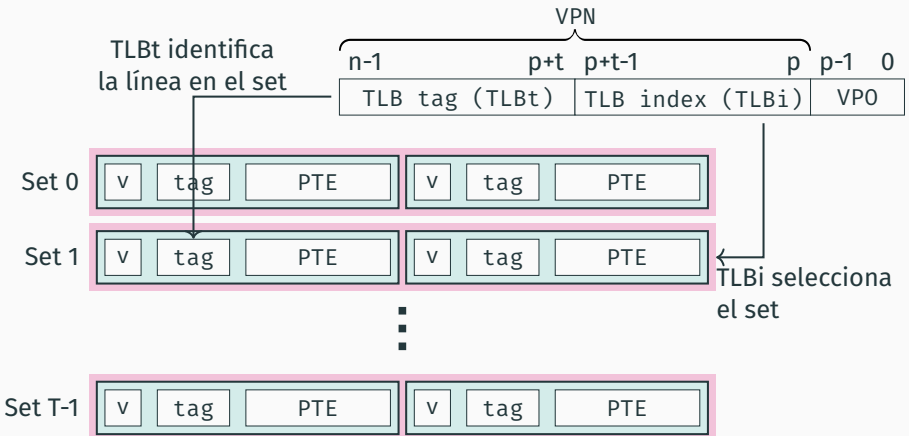 VPN
TLBt identifica
la línea en el set
n-1 p+t p+t-1 p p-1 0
TLB tag (TLBt) TLB index (TLBi) VPO
Set 0 v tag PTE v tag PTE
Set 1 v tag PTE v tag PTE
TLBi selecciona
el set
Set T-1 v tag PTE v tag PTE